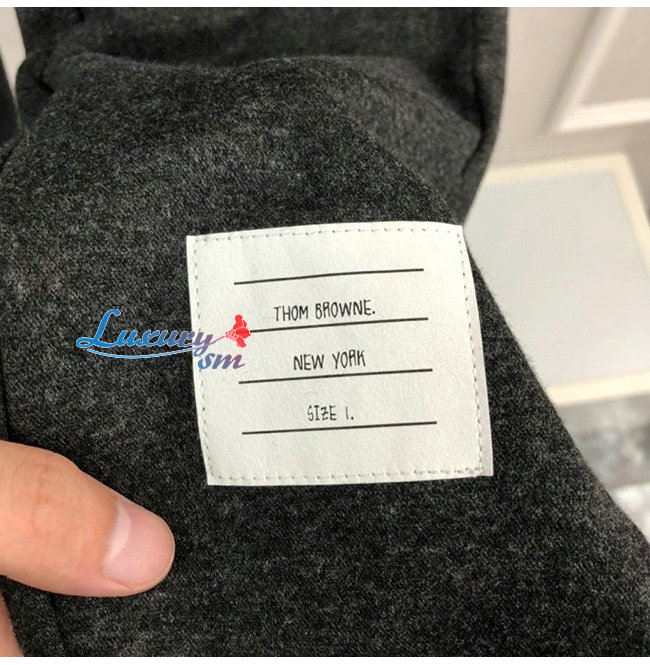 THOM BROWNE.
Luxury
sm
NEW YORK
SIZE 1.